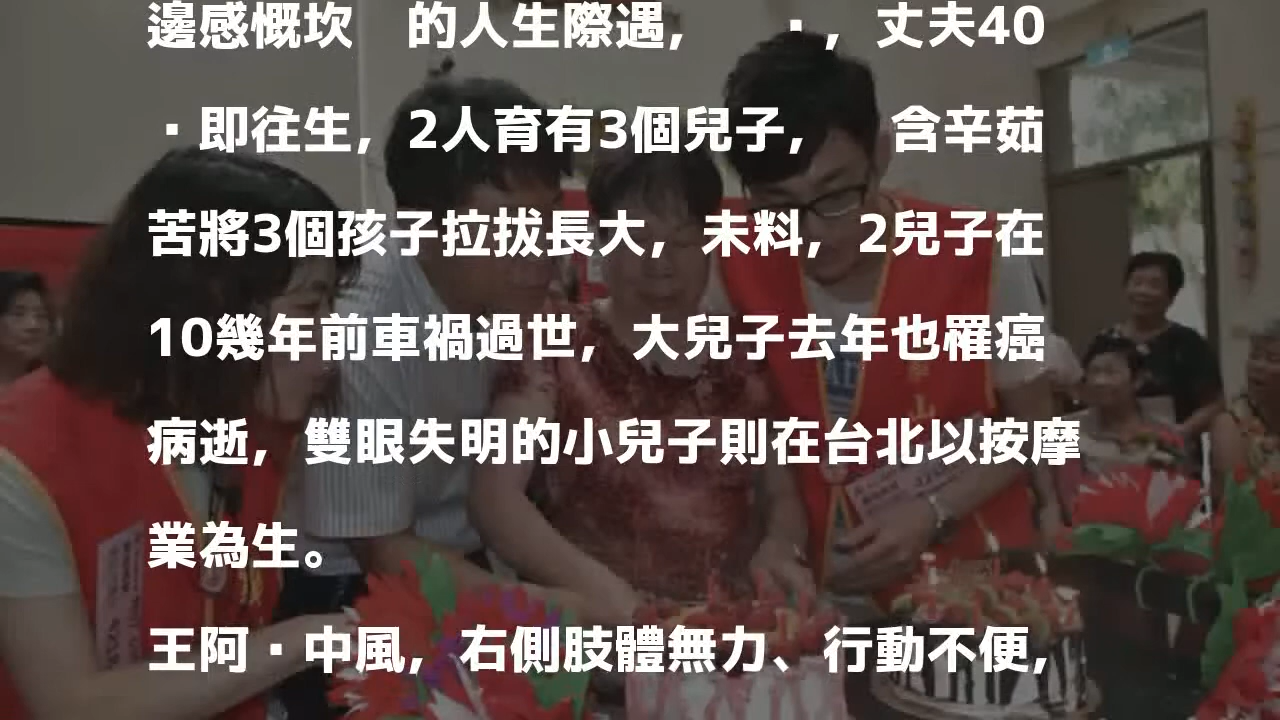 邊感慨坎　的人生際遇，　▪，丈夫40
▪即往生，2人育有3個兒子，　含辛茹
苦將3個孩子拉拔長大，未料，2兒子在
10幾年前車禍過世，大兒子去年也罹癌
病逝，雙眼失明的小兒子則在台北以按摩
業為生。
王阿▪中風，右側肢體無力、行動不便，